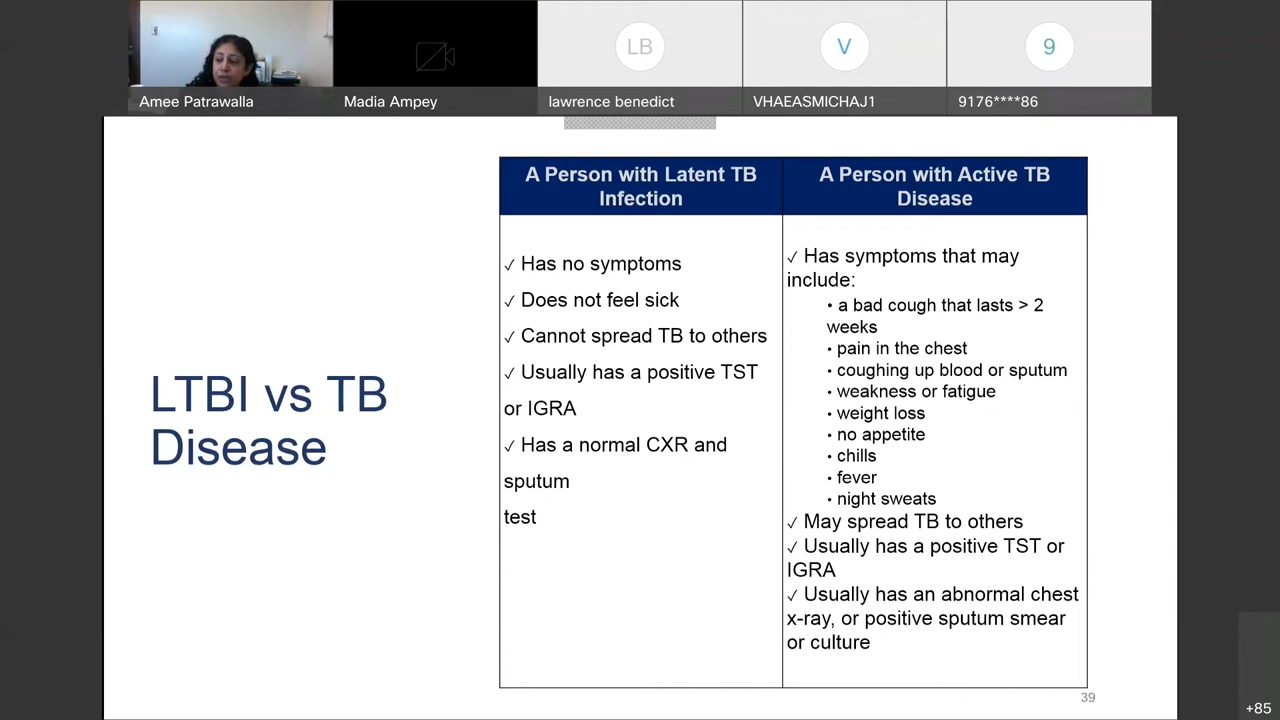 LB
V
9
Amee Patrawalla
Madia Ampey
lawrence benedict
VHAEASMICHAJ1
9176****86
LTBI vs TB
Disease
A Person with Latent TB
Infection
✓ Has no symptoms
✓ Does not feel sick
✓ Cannot spread TB to others
✓ Usually has a positive TST
or IGRA
✓ Has a normal CXR and
sputum
test
A Person with Active TB
Disease
✓ Has symptoms that may
include:
• a bad cough that lasts > 2
weeks
• pain in the chest
• coughing up blood or sputum
• weakness or fatigue
• weight loss
• no appetite
• chills
• fever
• night sweats
✓ May spread TB to others
✓ Usually has a positive TST or
IGRA
✓ Usually has an abnormal chest
x-ray, or positive sputum smear
or culture
39
+85